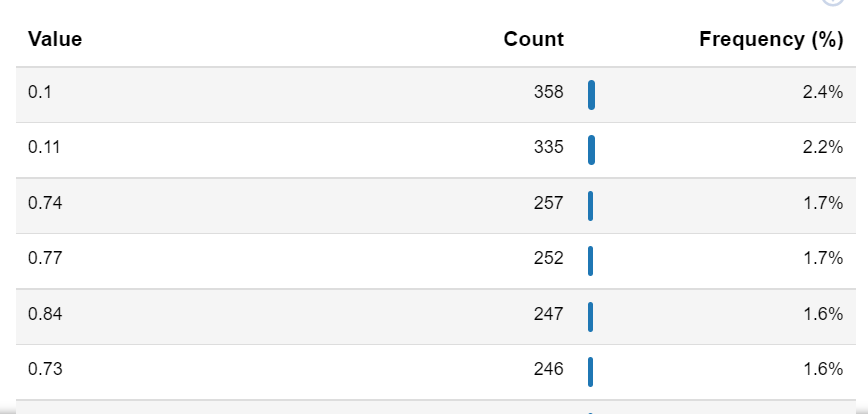 Value Count Frequency (%)
0.1 358 2.4%
0.11 335 2.2%
0.74 257 1.7%
0.77 252 1.7%
0.84 247 1.6%
0.73 246 1.6%